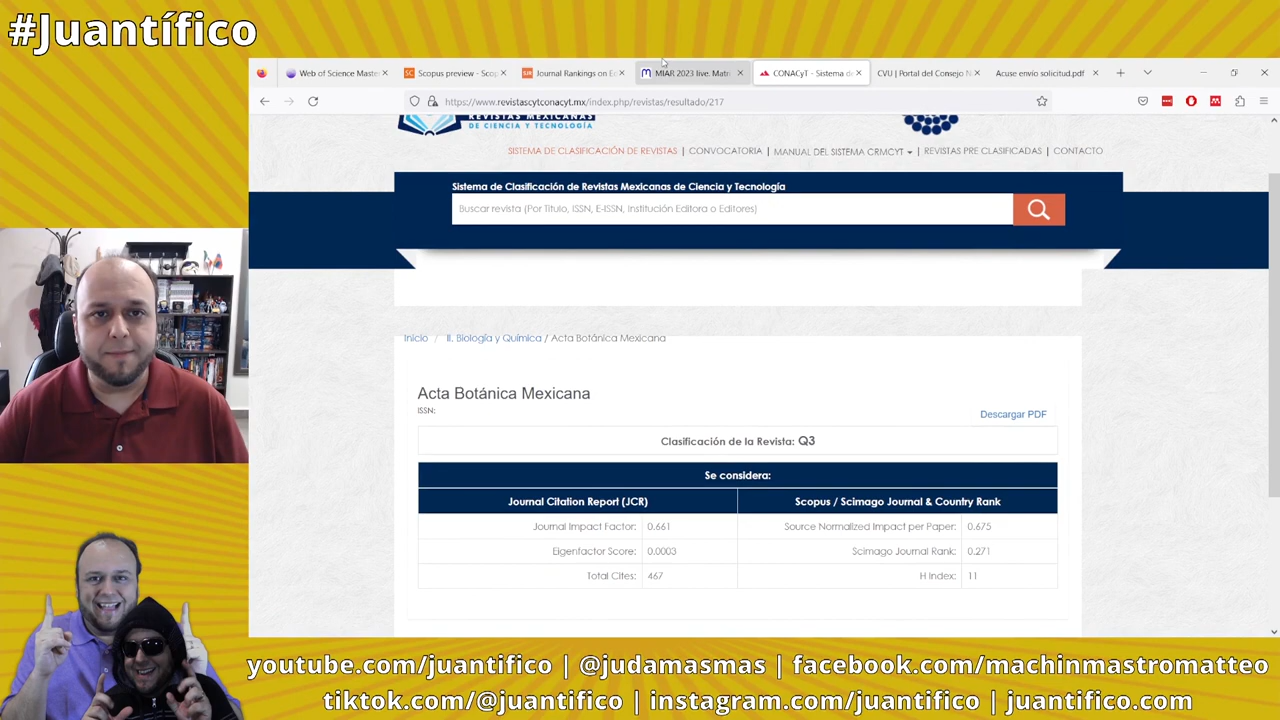 #Juantífico
Web of Science Master
Scopus preview - Scop
Journal Rankings on Ed
MIAR 2023 live. Matri
CONACyT - Sistema de
CVU | Portal del Consejo N
Acuse envío solicitud.pdf
https://www.revistascytconacyt.mx/index.php/revistas/resultado/217
REVISTAS MEXICANAS
DE CIENCIA Y TECNOLOGÍA
SISTEMA DE CLASIFICACIÓN DE REVISTAS | CONVOCATORIA | MANUAL DEL SISTEMA CRMCYT | REVISTAS PRE CLASIFICADAS | CONTACTO
Sistema de Clasificación de Revistas Mexicanas de Ciencia y Tecnología
Buscar revista (Por Titulo, ISSN, E-ISSN, Institución Editora o Editores)
Inicio / II. Biología y Química / Acta Botánica Mexicana
Acta Botánica Mexicana
ISSN:
Descargar PDF
Clasificación de la Revista: Q3
Se considera:
Journal Citation Report (JCR)
Scopus / Scimago Journal & Country Rank
Journal Impact Factor: 0.661
Source Normalized Impact per Paper: 0.675
Eigenfactor Score: 0.0003
Scimago Journal Rank: 0.271
Total Cites: 467
H Index: 11
youtube.com/juantifico | @judamasmas | facebook.com/machinmastromatteo
tiktok.com/@juantifico | instagram.com/juantifico | juantifico.com